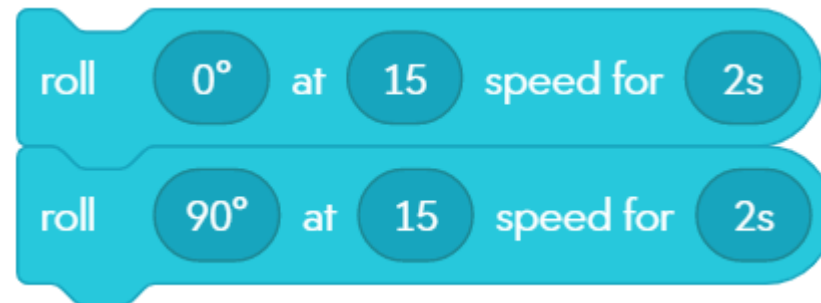 roll 0° at 15 speed for 2s
roll 90° at 15 speed for 2s